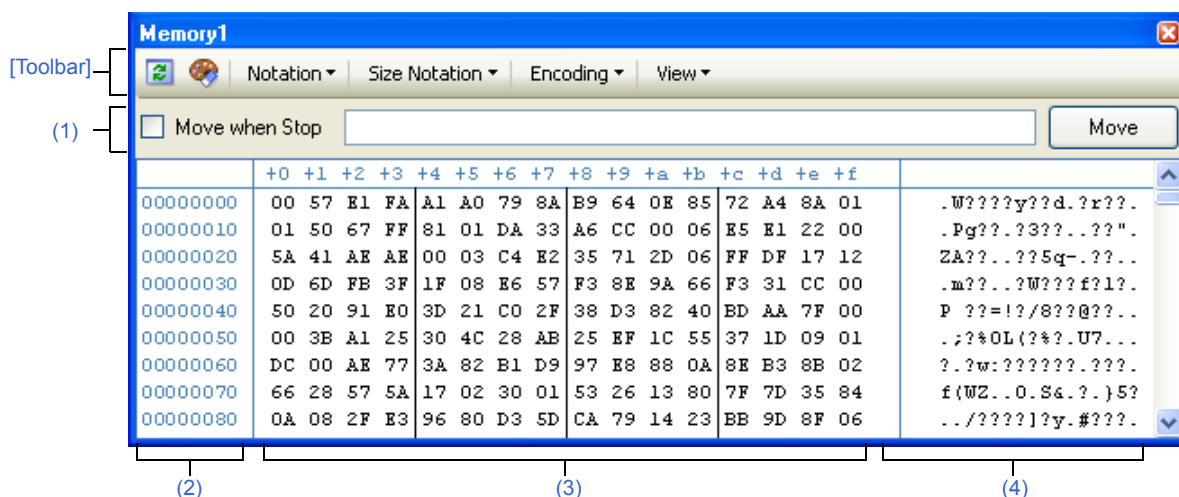 Memory1
[Toolbar]
Notation Size Notation Encoding View
(1)
Move when Stop Move
+0 +1 +2 +3 +4 +5 +6 +7 +8 +9 +a +b +c +d +e +f
00000000 00 57 E1 FA A1 A0 79 8A B9 64 0E 85 72 A4 8A 01 .W????y??d.?r??.
00000010 01 50 67 FF 81 01 DA 33 A6 CC 00 06 E5 E1 22 00 .Pg??.?3??..??".
00000020 5A 41 AE AE 00 03 C4 E2 35 71 2D 06 FF DF 17 12 ZA??..??5q-.??..
00000030 0D 6D FB 3F 1F 08 E6 57 F3 8E 9A 66 F3 31 CC 00 .m??..?W???f?1?.
00000040 50 20 91 E0 3D 21 C0 2F 38 D3 82 40 BD AA 7F 00 P ??=!?/8??@??..
00000050 00 3B A1 25 30 4C 28 AB 25 EF 1C 55 37 1D 09 01 .;?%0L(?%?.U7...
00000060 DC 00 AE 77 3A 82 B1 D9 97 E8 88 0A 8E B3 8B 02 ?.?w:??????.???.
00000070 66 28 57 5A 17 02 30 01 53 26 13 80 7F 7D 35 84 f(WZ..0.S&.?.}5?
00000080 0A 08 2F E3 96 80 D3 5D CA 79 14 23 BB 9D 8F 06 ../????]?y.#???.
(2) (3) (4)